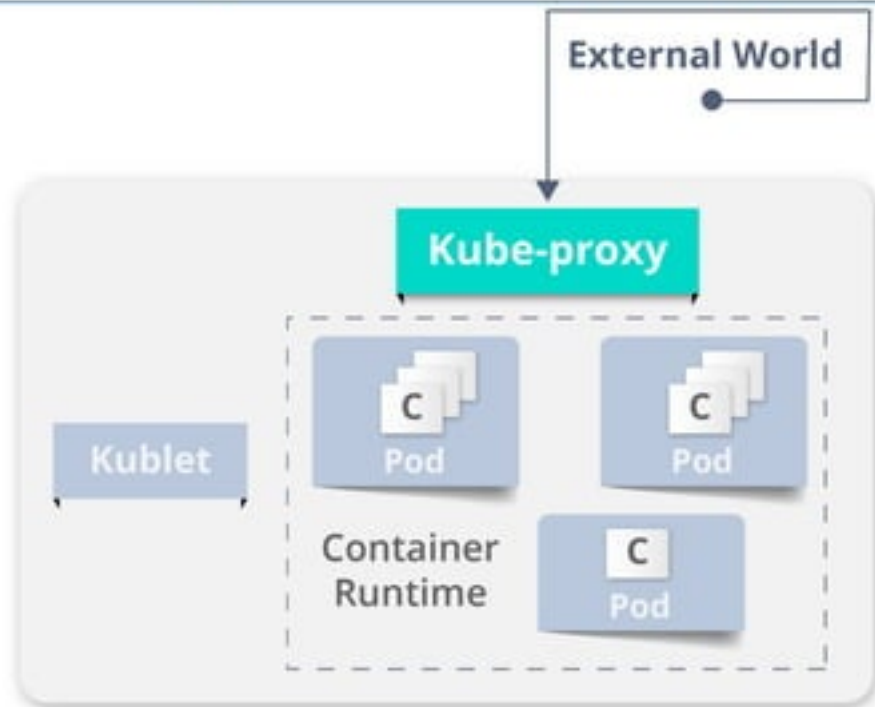 External World
Kube-proxy
C
Pod
C
Pod
Kublet
Container
Runtime
C
Pod